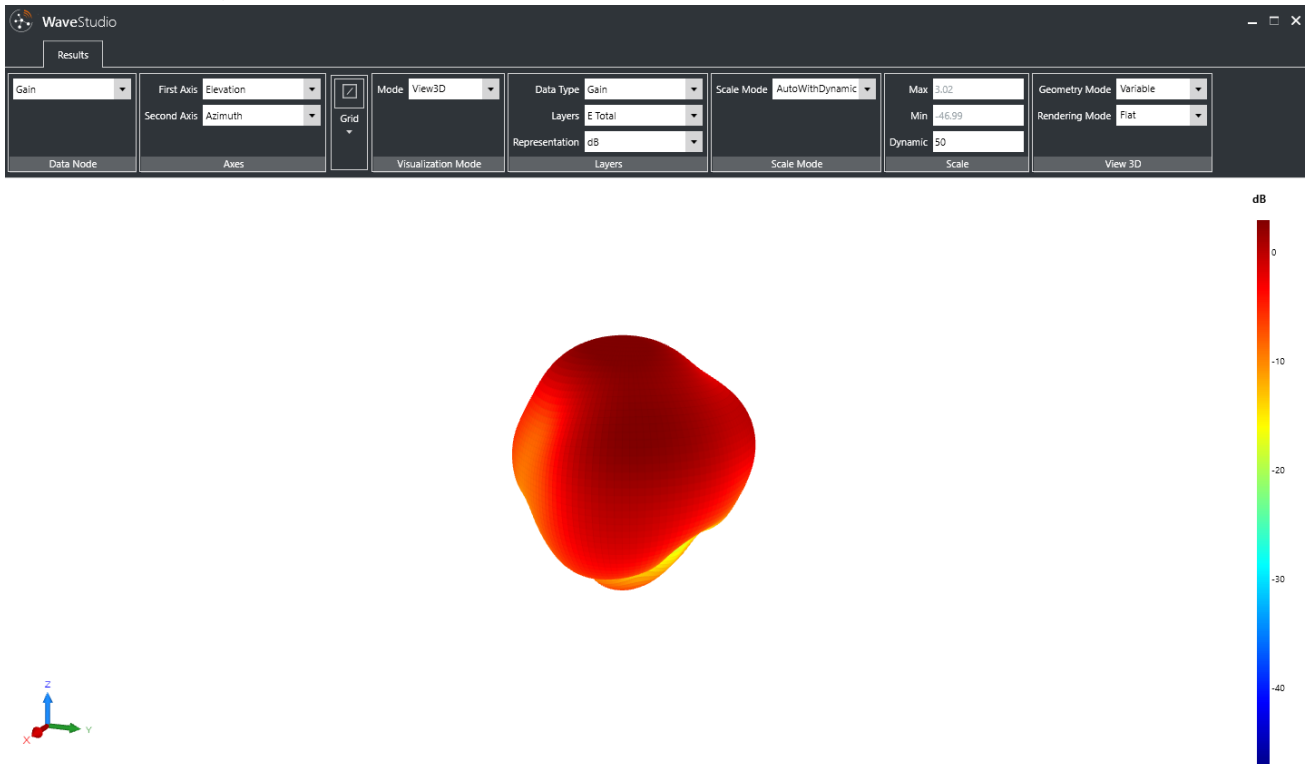 WaveStudio
Results
Gain
Data Node
First Axis Elevation
Second Axis Azimuth
Axes
Grid
Mode View3D
Visualization Mode
Data Type Gain
Layers E Total
Representation dB
Layers
Scale Mode AutoWithDynamic
Scale Mode
Max 3.02
Min -46.99
Dynamic 50
Scale
Geometry Mode Variable
Rendering Mode Flat
View 3D
dB
0
-10
-20
-30
-40
Z
Y
X